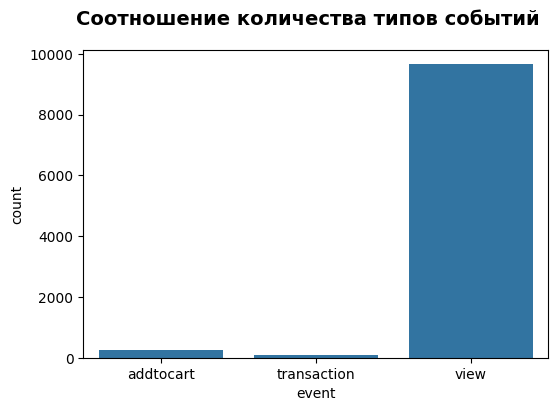 Соотношение количества типов событий
10000
8000
6000
4000
2000
0
count
addtocart transaction view
event